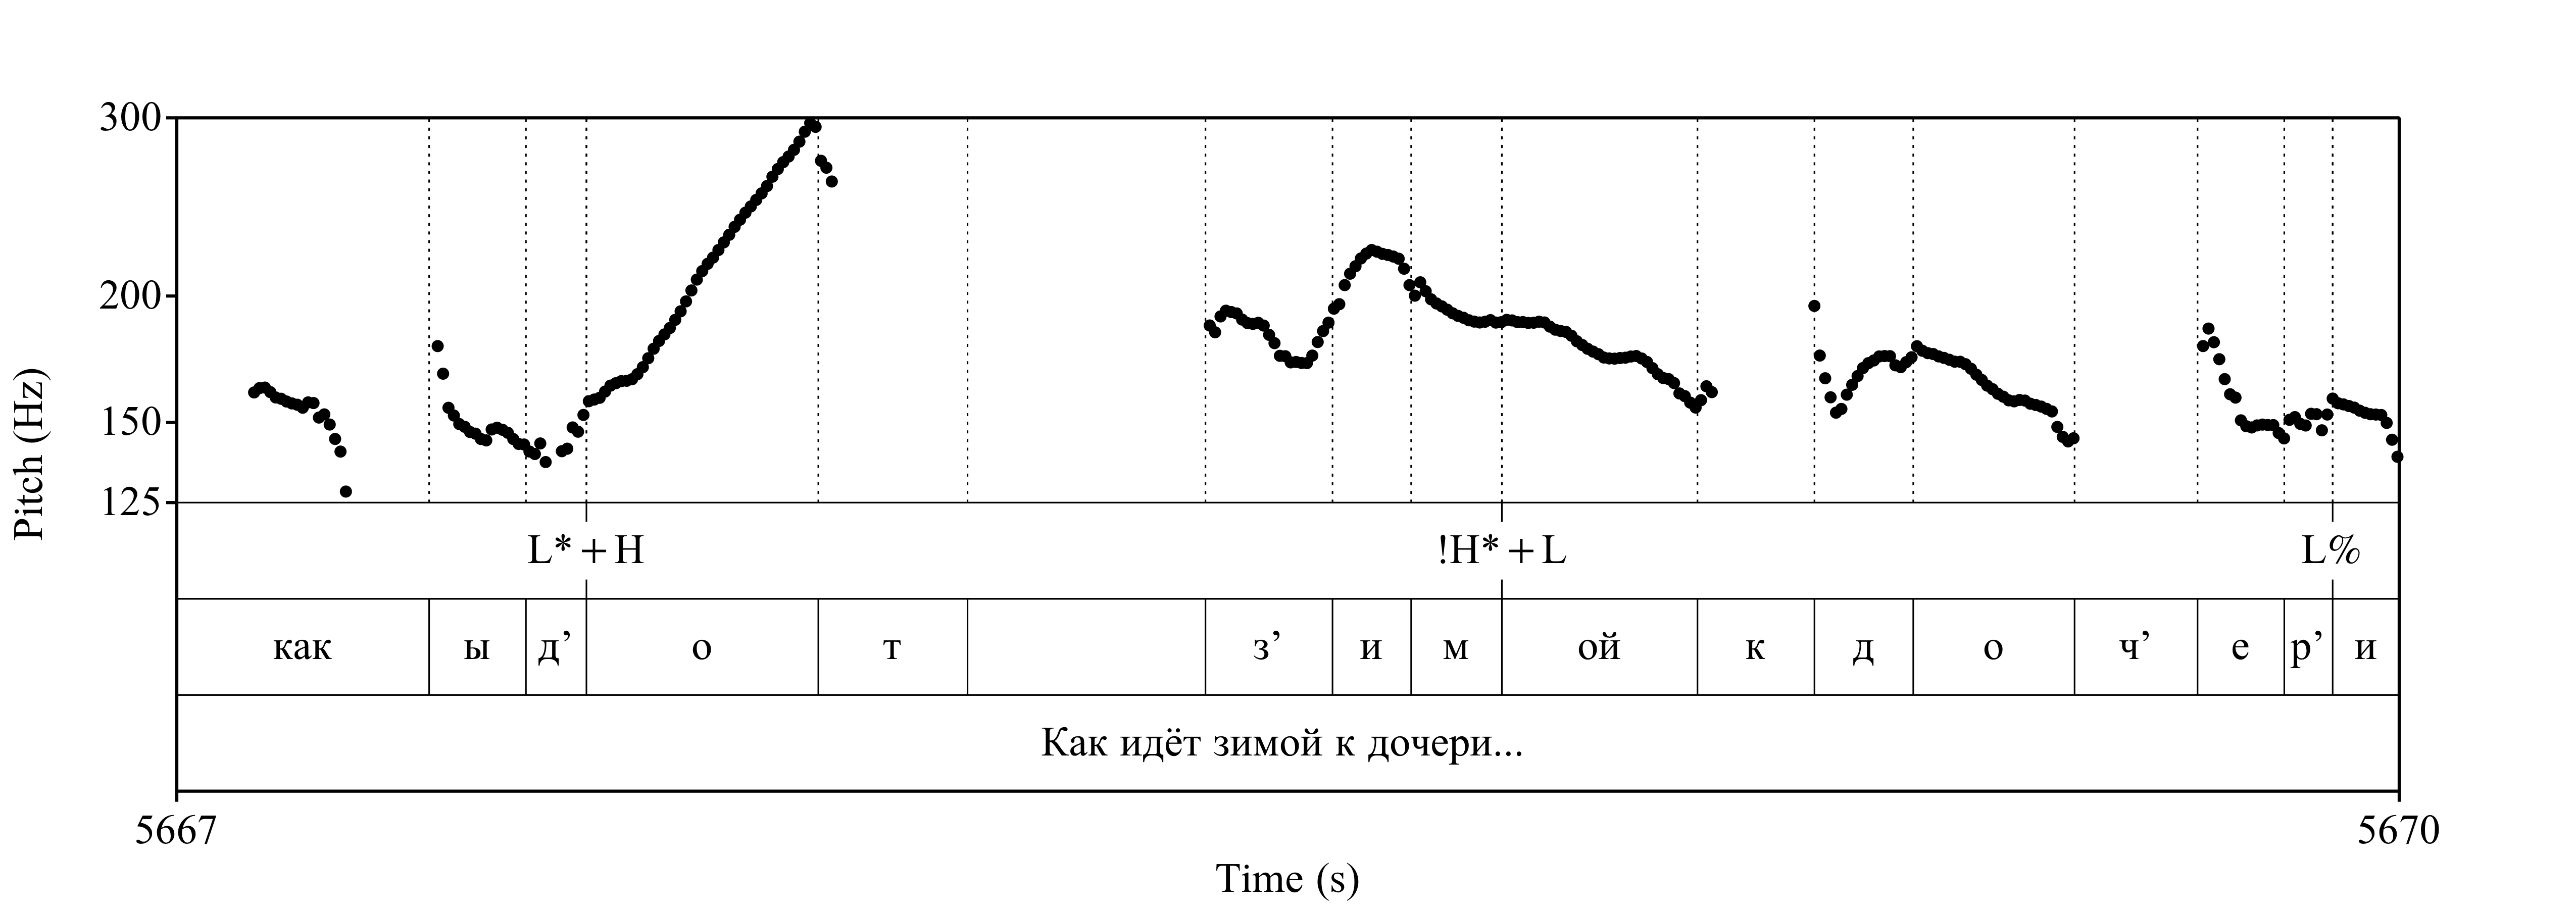 300
200
150
125
Pitch (Hz)
L* + H !H* + L L%
как ы д’ о т з’ и м ой к д о ч’ е р’ и
Как идёт зимой к дочери...
5667 5670
Time (s)